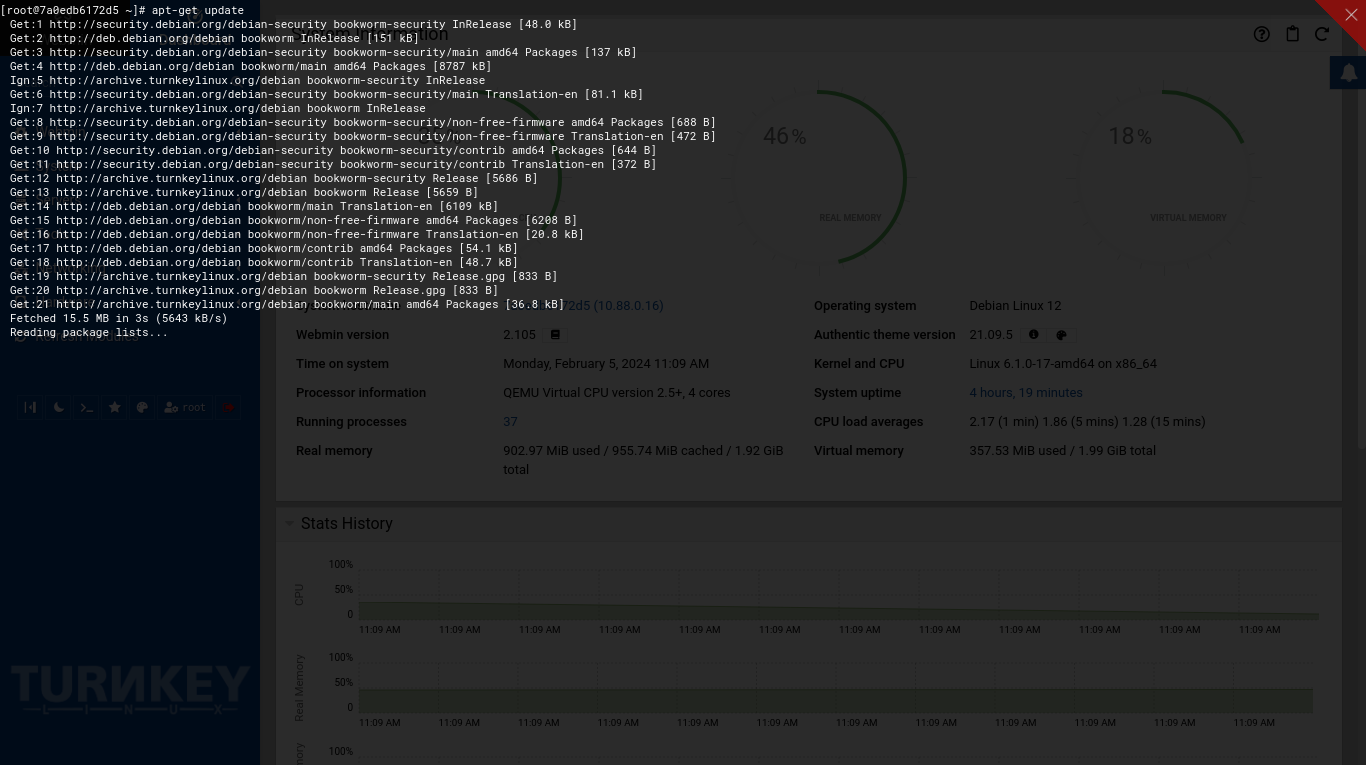 [root@7a0edb6172d5 ~]# apt-get update
Get:1 http://security.debian.org/debian-security bookworm-security InRelease [48.0 kB]
Get:2 http://deb.debian.org/debian bookworm InRelease [151 kB]
Get:3 http://security.debian.org/debian-security bookworm-security/main amd64 Packages [137 kB]
Get:4 http://deb.debian.org/debian bookworm/main amd64 Packages [8787 kB]
Ign:5 http://archive.turnkeylinux.org/debian bookworm-security InRelease
Get:6 http://security.debian.org/debian-security bookworm-security/main Translation-en [81.1 kB]
Ign:7 http://archive.turnkeylinux.org/debian bookworm InRelease
Get:8 http://security.debian.org/debian-security bookworm-security/non-free-firmware amd64 Packages [688 B]
Get:9 http://security.debian.org/debian-security bookworm-security/non-free-firmware Translation-en [472 B]
Get:10 http://security.debian.org/debian-security bookworm-security/contrib amd64 Packages [644 B]
Get:11 http://security.debian.org/debian-security bookworm-security/contrib Translation-en [372 B]
Get:12 http://archive.turnkeylinux.org/debian bookworm-security Release [5686 B]
Get:13 http://archive.turnkeylinux.org/debian bookworm Release [5659 B]
Get:14 http://deb.debian.org/debian bookworm/main Translation-en [6109 kB]
Get:15 http://deb.debian.org/debian bookworm/non-free-firmware amd64 Packages [6208 B]
Get:16 http://deb.debian.org/debian bookworm/non-free-firmware Translation-en [20.8 kB]
Get:17 http://deb.debian.org/debian bookworm/contrib amd64 Packages [54.1 kB]
Get:18 http://deb.debian.org/debian bookworm/contrib Translation-en [48.7 kB]
Get:19 http://archive.turnkeylinux.org/debian bookworm-security Release.gpg [833 B]
Get:20 http://archive.turnkeylinux.org/debian bookworm Release.gpg [833 B]
Get:21 http://archive.turnkeylinux.org/debian bookworm/main amd64 Packages [36.8 kB]
Fetched 15.5 MB in 3s (5643 kB/s)
Reading package lists...
Refresh Modules
root
TURNKEY
LINUX
System Information
46%
REAL MEMORY
18%
VIRTUAL MEMORY
72d5 (10.88.0.16)
Operating system Debian Linux 12
Webmin version 2.105
Authentic theme version 21.09.5
Time on system Monday, February 5, 2024 11:09 AM
Kernel and CPU Linux 6.1.0-17-amd64 on x86_64
Processor information QEMU Virtual CPU version 2.5+, 4 cores
System uptime 4 hours, 19 minutes
Running processes 37
CPU load averages 2.17 (1 min) 1.86 (5 mins) 1.28 (15 mins)
Real memory 902.97 MiB used / 955.74 MiB cached / 1.92 GiB
total
Virtual memory 357.53 MiB used / 1.99 GiB total
Stats History
CPU
100%
50%
0
11:09 AM 11:09 AM 11:09 AM 11:09 AM 11:09 AM 11:09 AM 11:09 AM 11:09 AM 11:09 AM 11:09 AM 11:09 AM 11:09 AM
Real Memory
100%
50%
0
11:09 AM 11:09 AM 11:09 AM 11:09 AM 11:09 AM 11:09 AM 11:09 AM 11:09 AM 11:09 AM 11:09 AM 11:09 AM 11:09 AM
100%